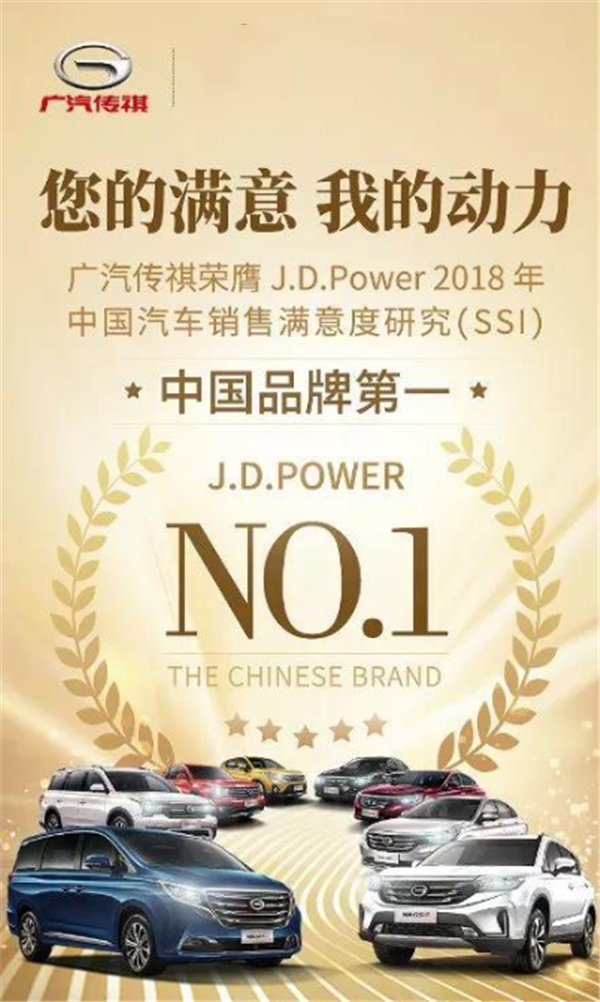 广汽传祺
您的满意 我的动力
广汽传祺荣膺 J.D.Power 2018 年
中国汽车销售满意度研究(SSI)
★ 中国品牌第一 ★
J.D.POWER
NO.1
THE CHINESE BRAND